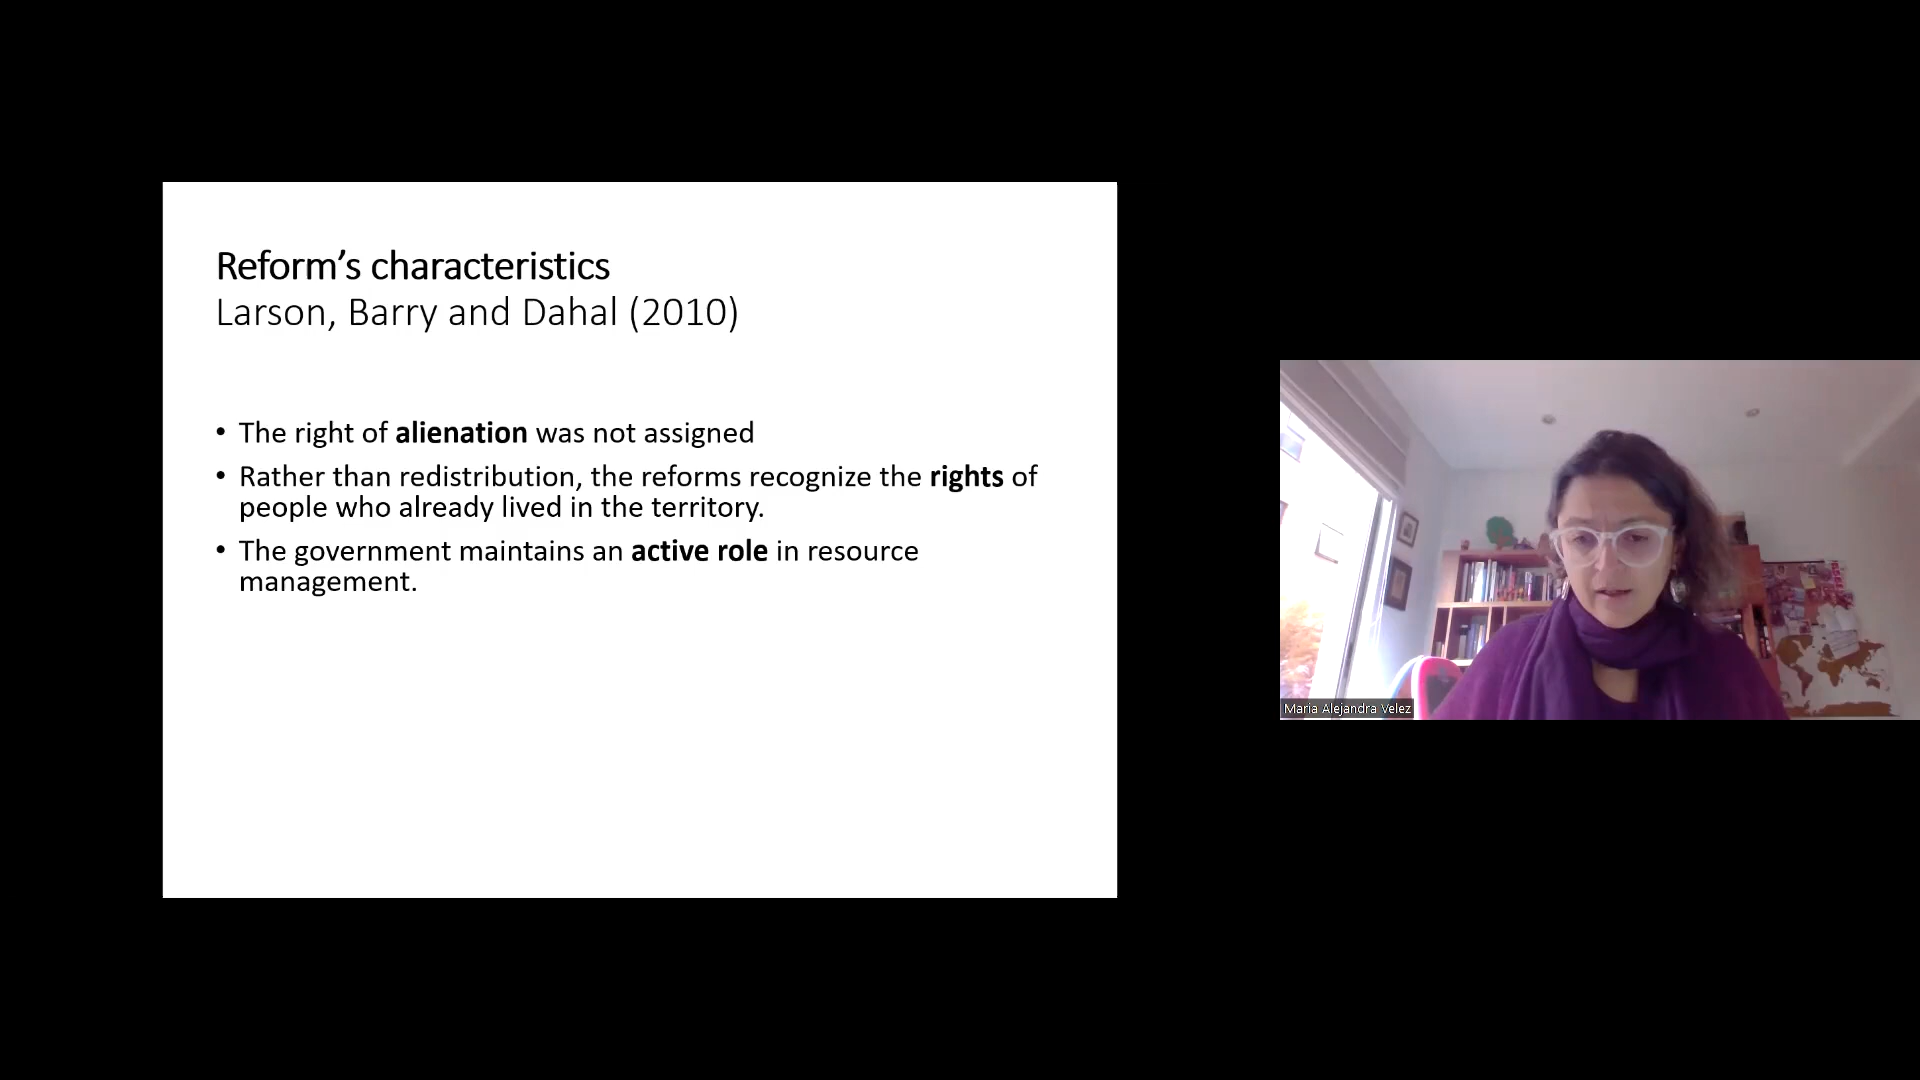 Reform’s characteristics
Larson, Barry and Dahal (2010)
• The right of alienation was not assigned
• Rather than redistribution, the reforms recognize the rights of
people who already lived in the territory.
• The government maintains an active role in resource
management.
Maria Alejandra Velez